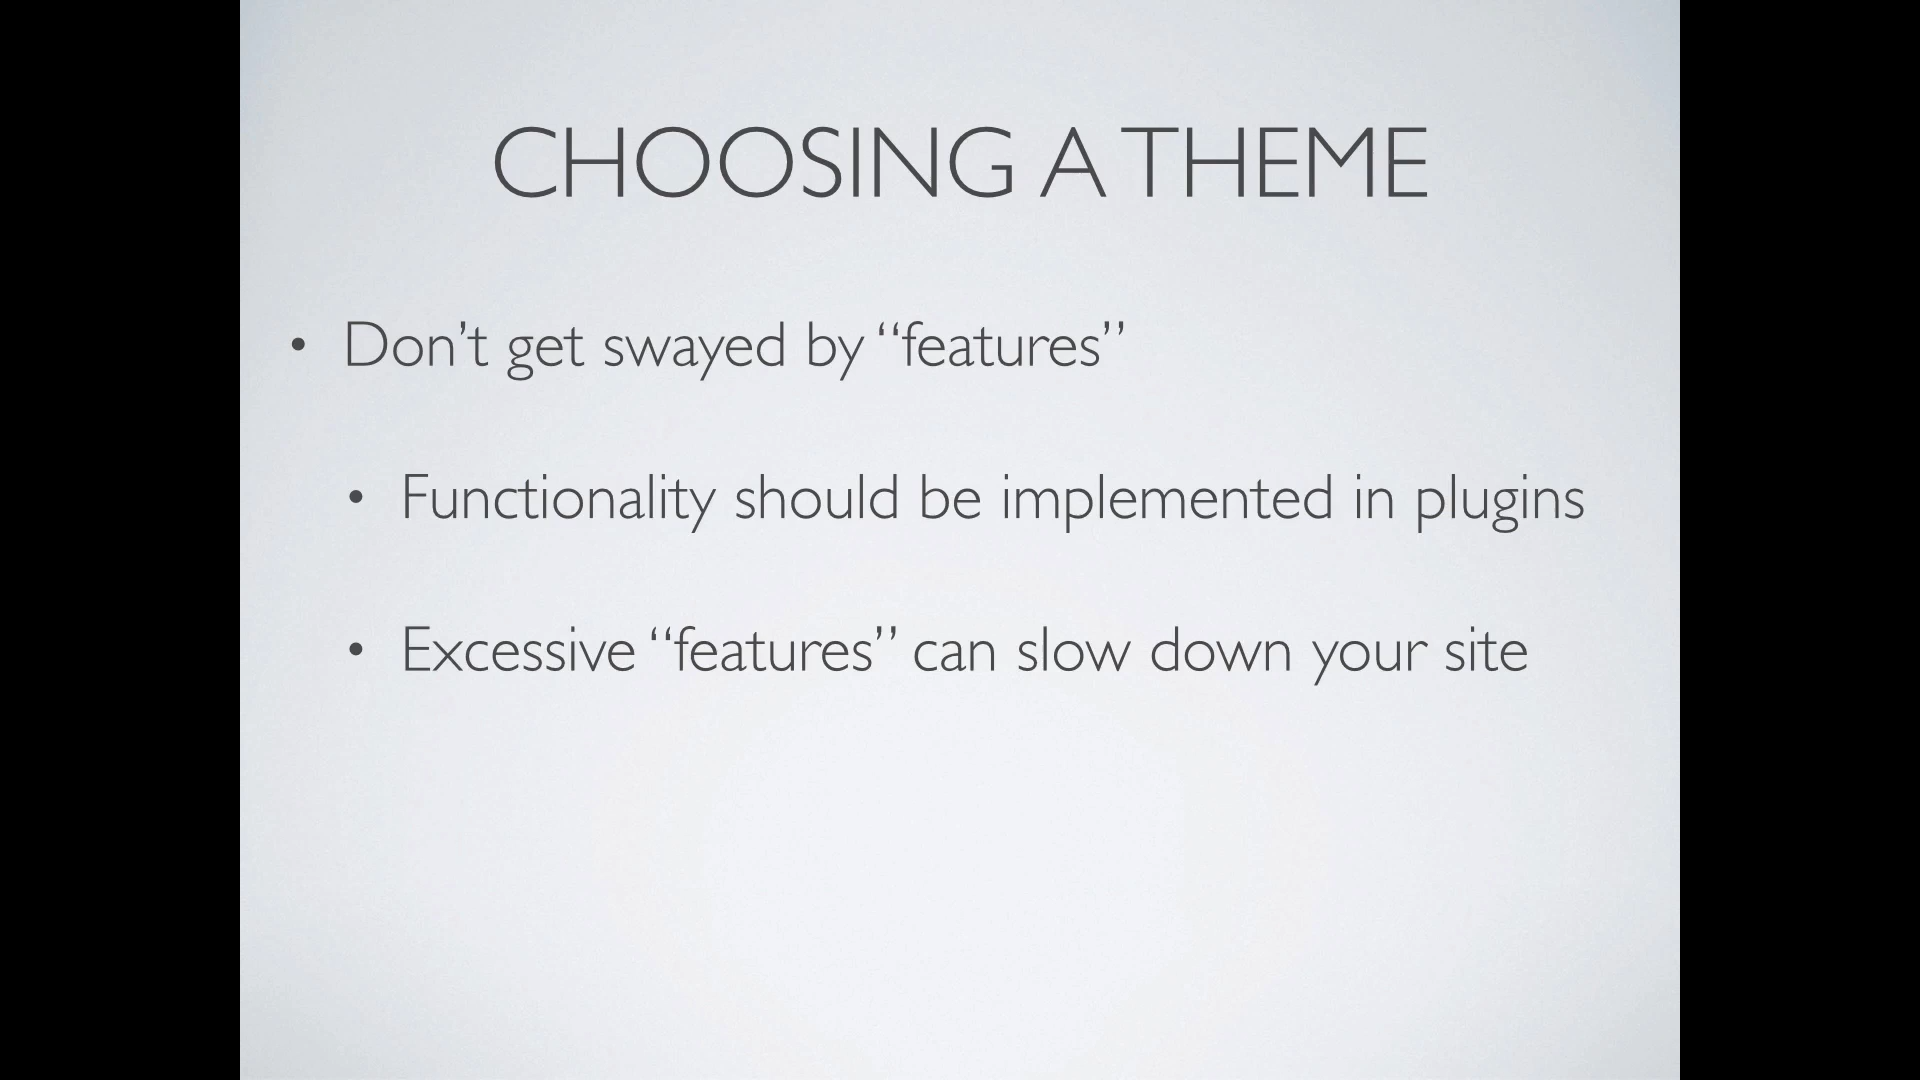 CHOOSING A THEME
• Don’t get swayed by “features”
• Functionality should be implemented in plugins
• Excessive “features” can slow down your site